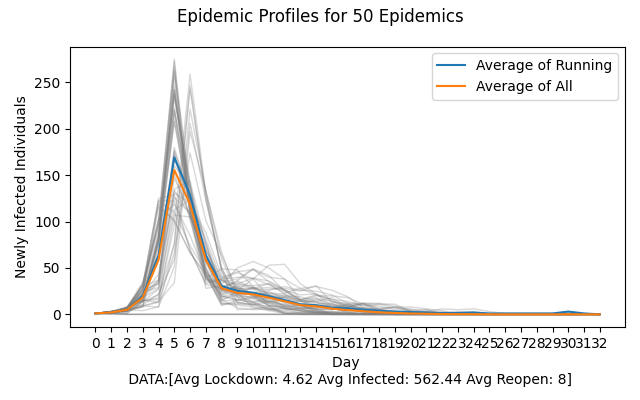 Epidemic Profiles for 50 Epidemics
Average of Running
Average of All
Newly Infected Individuals
250
200
150
100
50
0
0 1 2 3 4 5 6 7 8 9 10 11 12 13 14 15 16 17 18 19 20 21 22 23 24 25 26 27 28 29 30 31 32
Day
DATA:[Avg Lockdown: 4.62 Avg Infected: 562.44 Avg Reopen: 8]